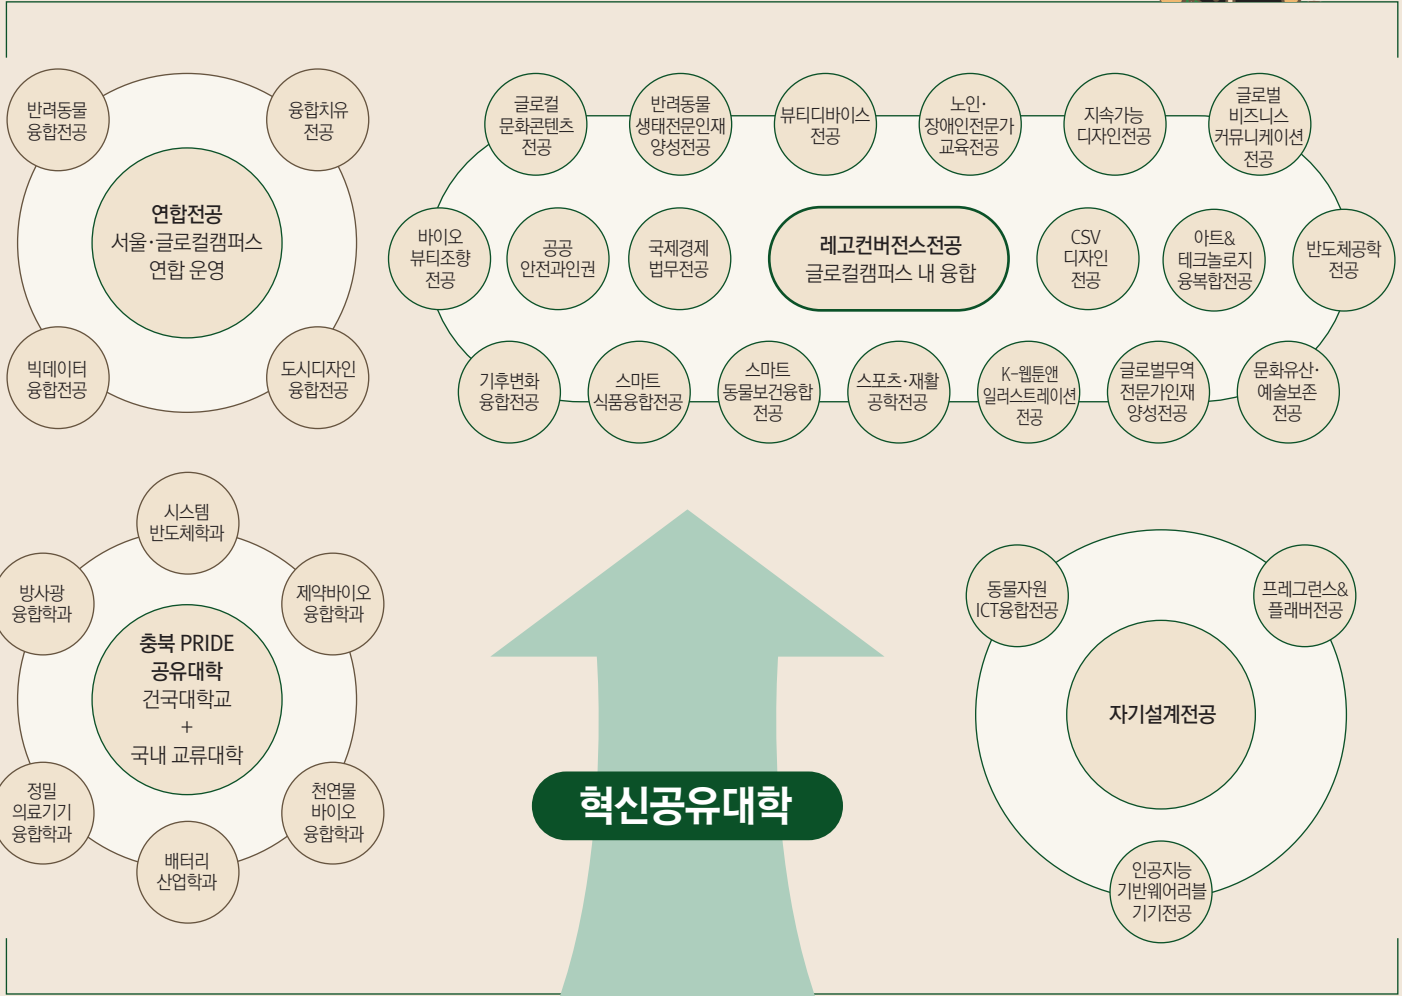 반려동물
융합전공
융합치유
전공
연합전공
서울·글로컬캠퍼스
연합 운영
빅데이터
융합전공
도시디자인
융합전공
글로컬
문화콘텐츠
전공
반려동물
생태전문인재
양성전공
뷰티디바이스
전공
노인·
장애인전문가
교육전공
지속가능
디자인전공
글로벌
비즈니스
커뮤니케이션
전공
바이오
뷰티조향
전공
공공
안전과인권
국제경제
법무전공
레고컨버전스전공
글로컬캠퍼스 내 융합
CSV
디자인
전공
아트&
테크놀로지
융복합전공
반도체공학
전공
기후변화
융합전공
스마트
식품융합전공
스마트
동물보건융합
전공
스포츠·재활
공학전공
K-웹툰앤
일러스트레이션
전공
글로벌무역
전문가인재
양성전공
문화유산·
예술보존
전공
시스템
반도체학과
방사광
융합학과
제약바이오
융합학과
충북 PRIDE
공유대학
건국대학교
+
국내 교류대학
정밀
의료기기
융합학과
천연물
바이오
융합학과
배터리
산업학과
혁신공유대학
동물자원
ICT융합전공
프레그런스&
플래버전공
자기설계전공
인공지능
기반웨어러블
기기전공